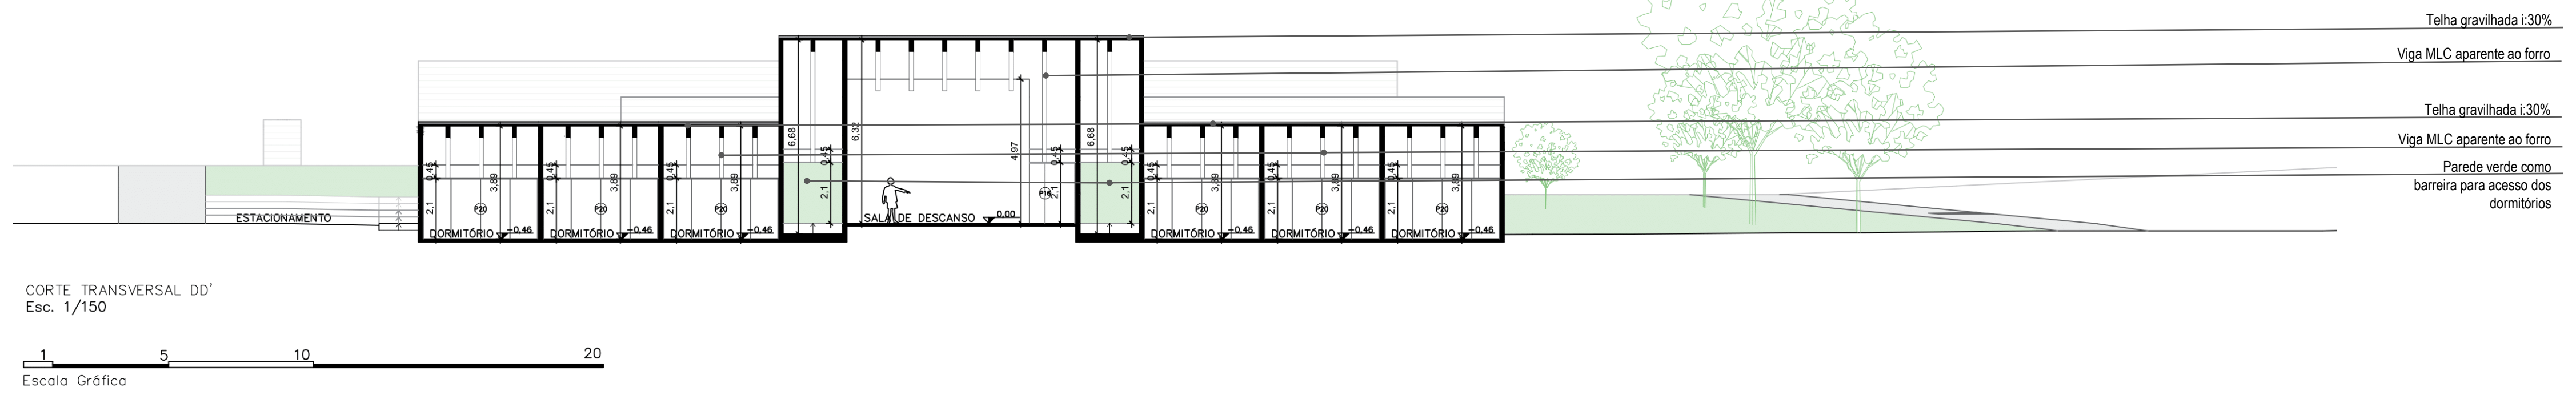 Telha gravilhada i:30%
Viga MLC aparente ao forro
Telha gravilhada i:30%
Viga MLC aparente ao forro
Parede verde como
barreira para acesso dos
dormitórios
6,68
6,32
4,97
0,45
6,68
0,45
0,45
2,1
2,1
2,1
P16
0,45
3,89
2,1
P20
0,45
3,89
2,1
P20
0,45
3,89
2,1
P20
0,45
3,89
2,1
P20
0,45
3,89
2,1
P20
0,45
3,89
2,1
P20
ESTACIONAMENTO
DORMITÓRIO -0,46
DORMITÓRIO -0,46
DORMITÓRIO -0,46
SALA DE DESCANSO 0,00
DORMITÓRIO -0,46
DORMITÓRIO -0,46
DORMITÓRIO -0,46
CORTE TRANSVERSAL DD'
Esc. 1/150
1 5 10 20
Escala Gráfica